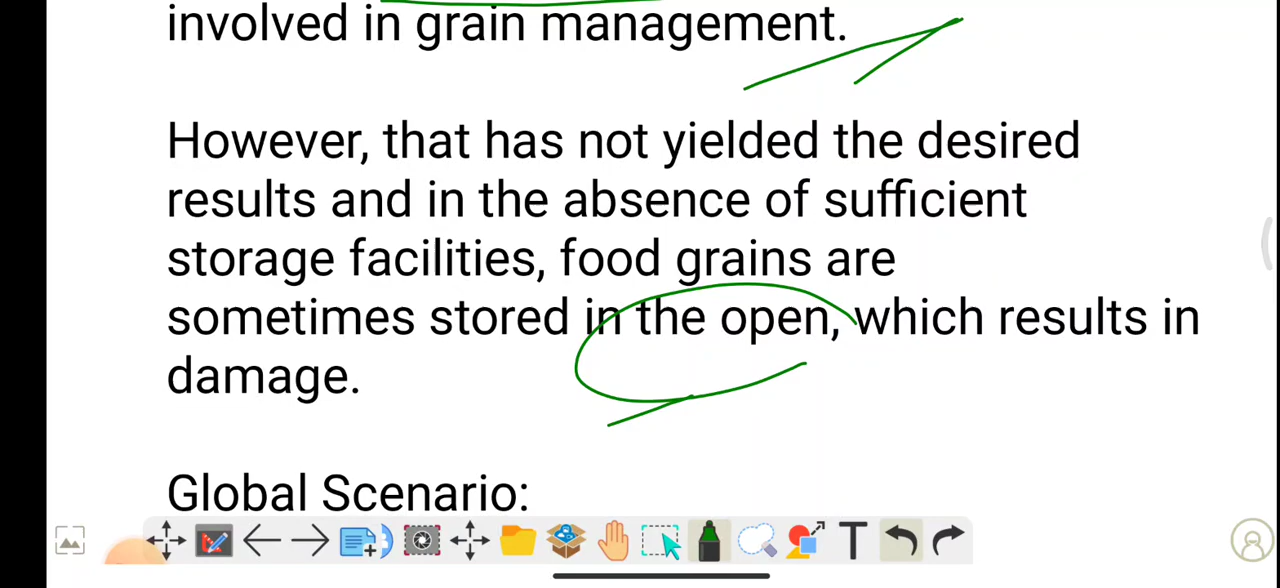 involved in grain management.
However, that has not yielded the desired
results and in the absence of sufficient
storage facilities, food grains are
sometimes stored in the open, which results in
damage.
Global Scenario:
T